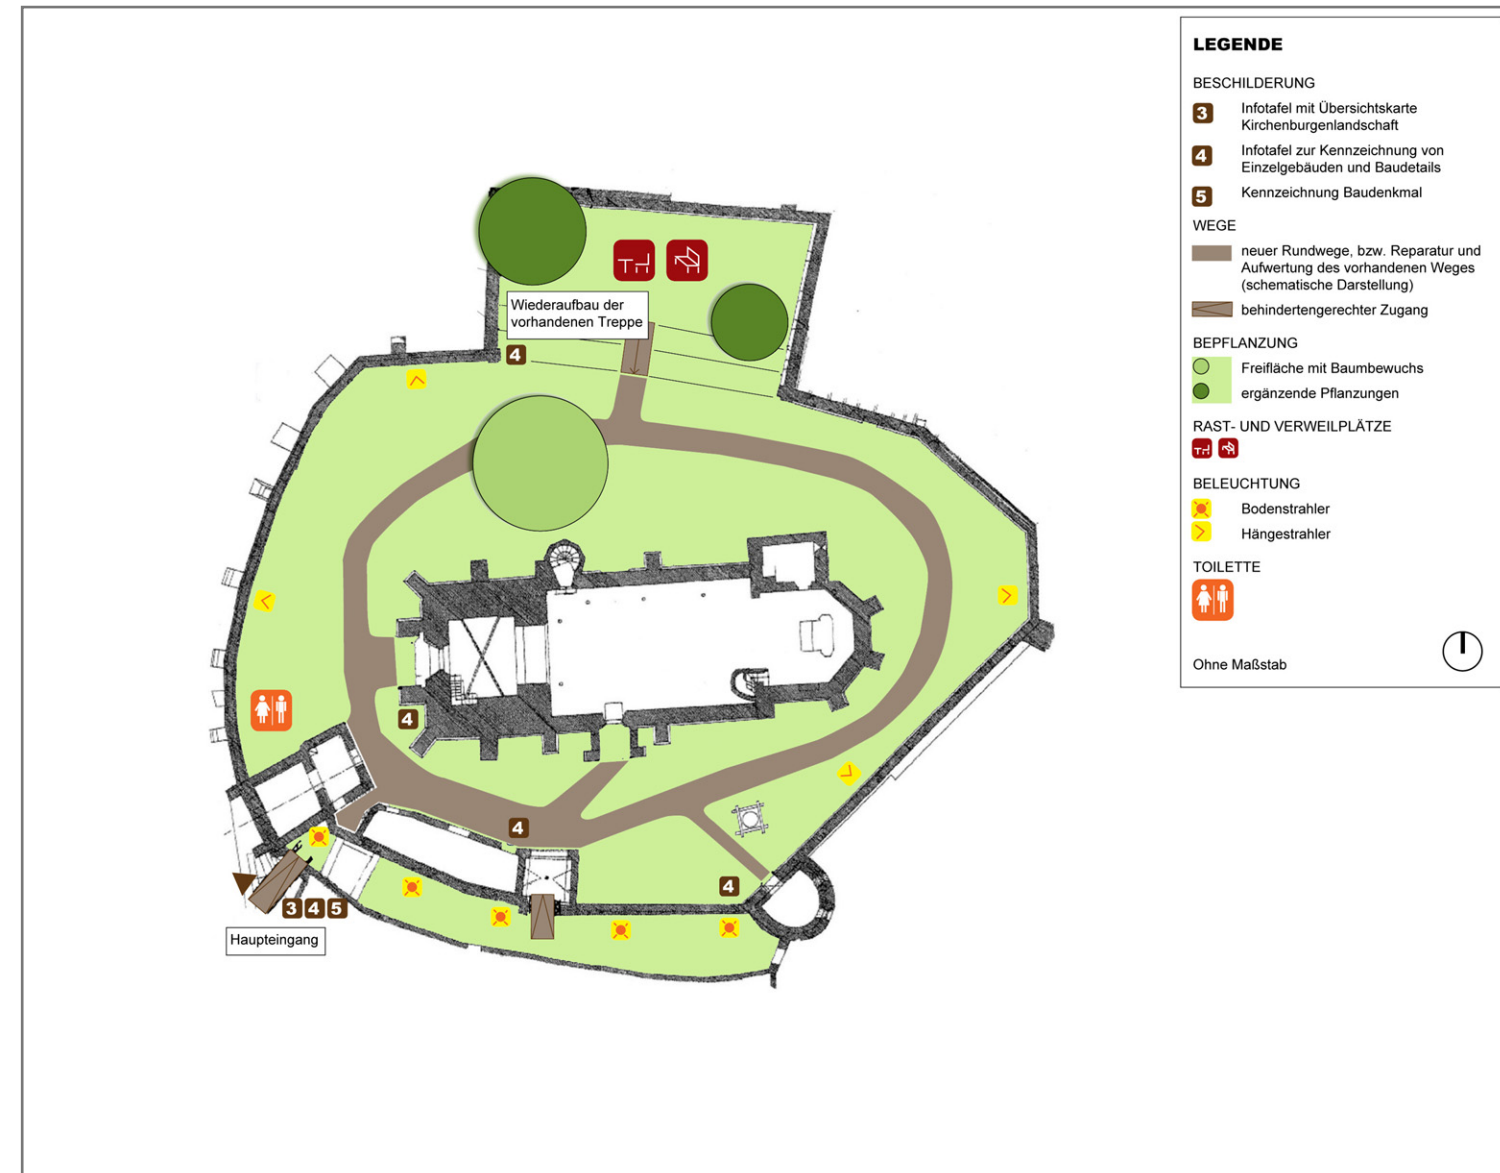 LEGENDE
BESCHILDERUNG
3 Infotafel mit Übersichtskarte
Kirchenburgenlandschaft
4 Infotafel zur Kennzeichnung von
Einzelgebäuden und Baudetails
5 Kennzeichnung Baudenkmal
WEGE
neuer Rundwege, bzw. Reparatur und
Aufwertung des vorhandenen Weges
(schematische Darstellung)
behindertengerechter Zugang
BEPFLANZUNG
Freifläche mit Baumbewuchs
ergänzende Pflanzungen
RAST- UND VERWEILPLÄTZE
BELEUCHTUNG
Bodenstrahler
Hängestrahler
TOILETTE
Ohne Maßstab
Wiederaufbau der
vorhandenen Treppe
4
4
4
4
3 4 5
Haupteingang